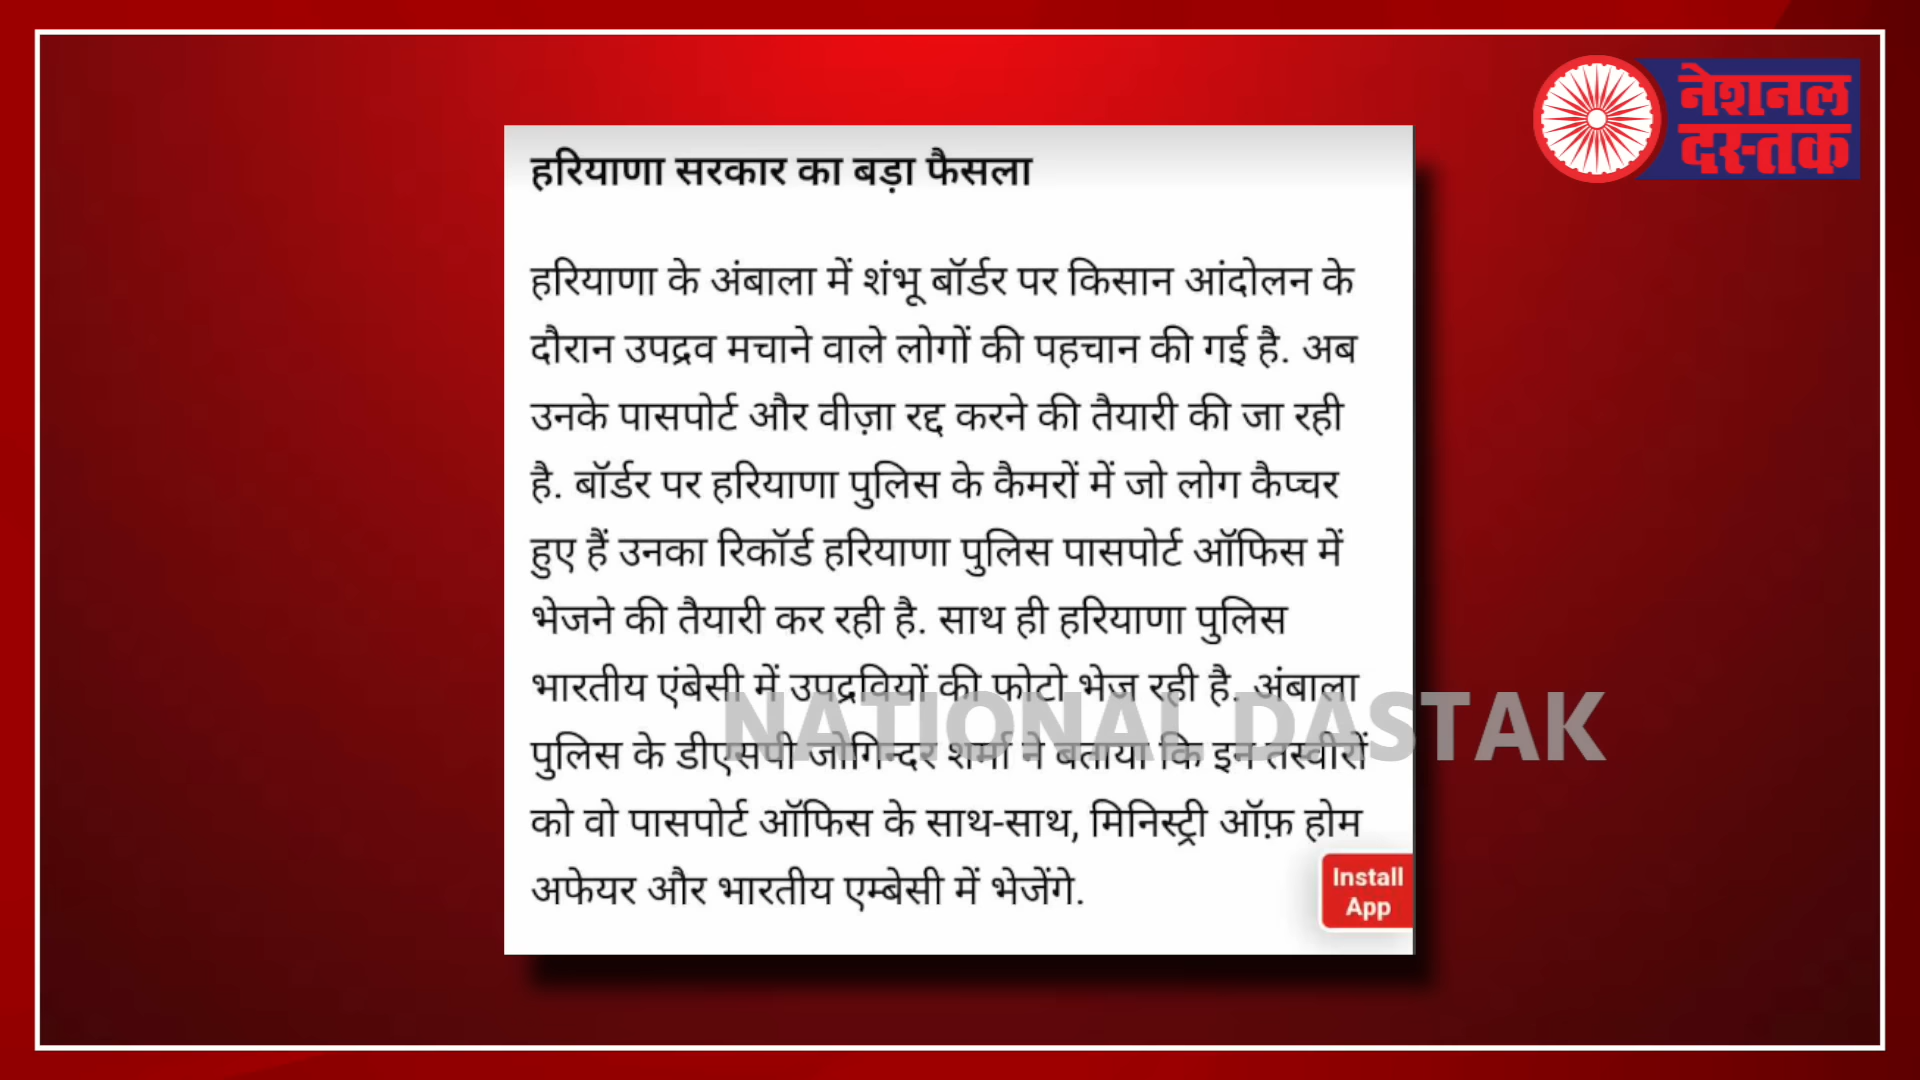 नेशनल
दस्तक
हरियाणा सरकार का बड़ा फैसला
हरियाणा के अंबाला में शंभू बॉर्डर पर किसान आंदोलन के
दौरान उपद्रव मचाने वाले लोगों की पहचान की गई है. अब
उनके पासपोर्ट और वीज़ा रद्द करने की तैयारी की जा रही
है. बॉर्डर पर हरियाणा पुलिस के कैमरों में जो लोग कैप्चर
हुए हैं उनका रिकॉर्ड हरियाणा पुलिस पासपोर्ट ऑफिस में
भेजने की तैयारी कर रही है. साथ ही हरियाणा पुलिस
भारतीय एंबेसी में उपद्रवियों की फोटो भेज रही है. अंबाला
NATIONAL DASTAK
पुलिस के डीएसपी जोगिन्दर शर्मा ने बताया कि इन तस्वीरों
को वो पासपोर्ट ऑफिस के साथ-साथ, मिनिस्ट्री ऑफ़ होम
अफेयर और भारतीय एम्बेसी में भेजेंगे.
Install
App